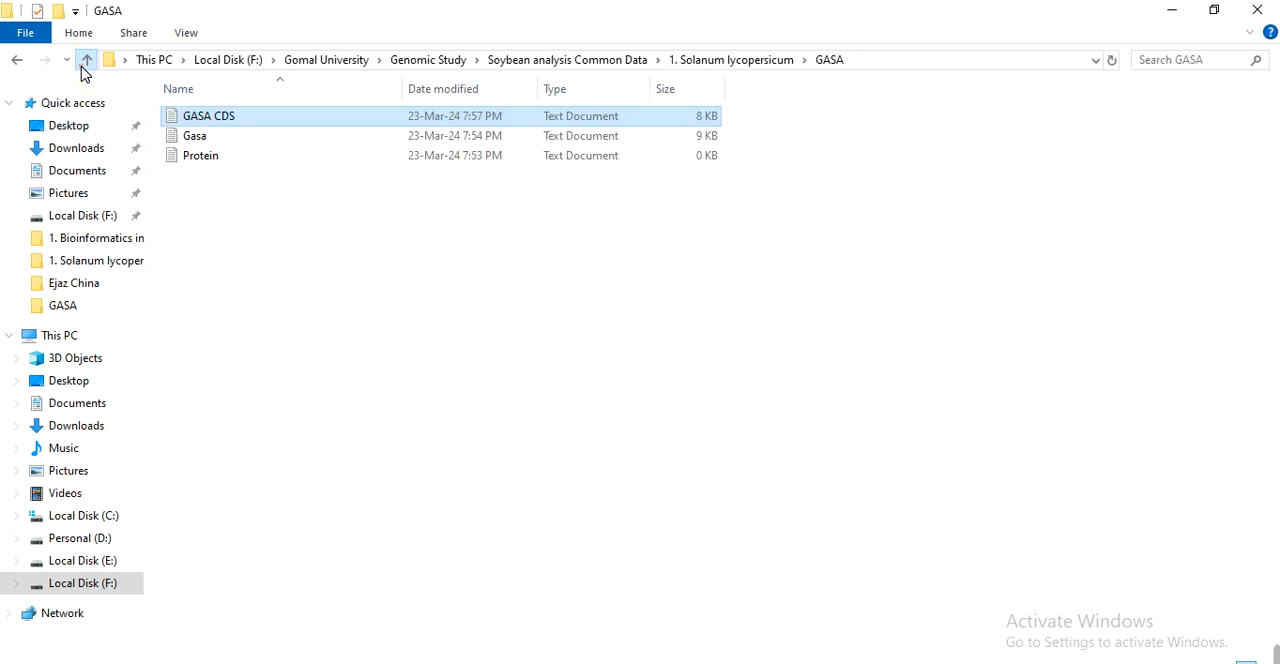 GASA
File Home Share View
This PC › Local Disk (F:) › Gomal University › Genomic Study › Soybean analysis Common Data › 1. Solanum lycopersicum › GASA
Search GASA
Name Date modified Type Size
GASA CDS 23-Mar-24 7:57 PM Text Document 8 KB
Gasa 23-Mar-24 7:54 PM Text Document 9 KB
Protein 23-Mar-24 7:53 PM Text Document 0 KB
Quick access
Desktop
Downloads
Documents
Pictures
Local Disk (F:)
1. Bioinformatics in
1. Solanum lycoper
Ejaz China
GASA
This PC
3D Objects
Desktop
Documents
Downloads
Music
Pictures
Videos
Local Disk (C:)
Personal (D:)
Local Disk (E:)
Local Disk (F:)
Network
Activate Windows
Go to Settings to activate Windows.